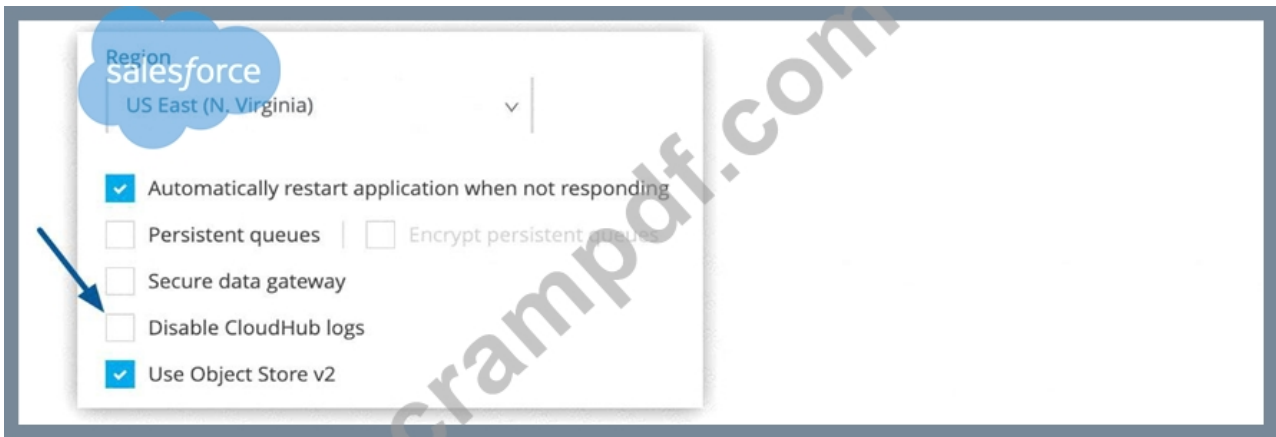 Region
salesforce
US East (N. Virginia)
Automatically restart application when not responding
Persistent queues Encrypt persistent queues
Secure data gateway
Disable CloudHub logs
Use Object Store v2
crampdf.com